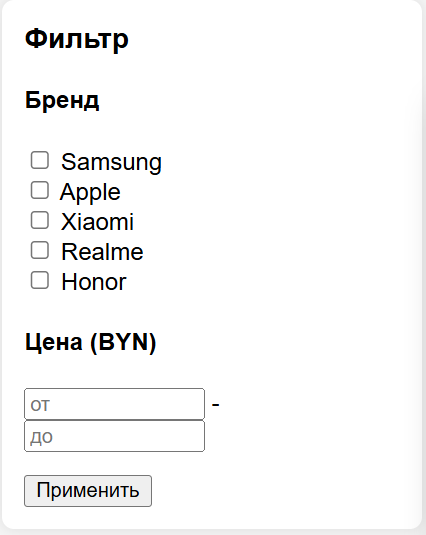 Фильтр
Бренд
Samsung
Apple
Xiaomi
Realme
Honor
Цена (BYN)
от -
до
Применить